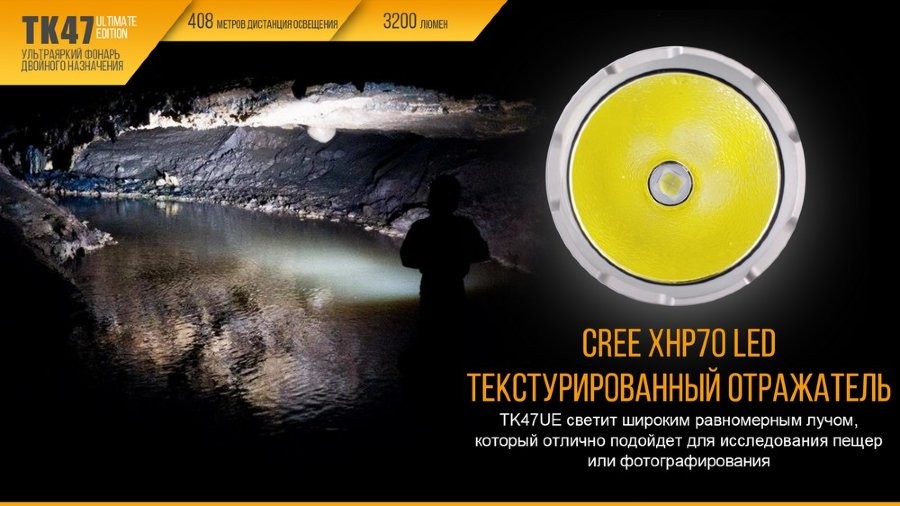 TK47 ULTIMATE EDITION
УЛЬТРАЯРКИЙ ФОНАРЬ
ДВОЙНОГО НАЗНАЧЕНИЯ
408 МЕТРОВ ДИСТАНЦИЯ ОСВЕЩЕНИЯ
3200 ЛЮМЕН
CREE XHP70 LED
ТЕКСТУРИРОВАННЫЙ ОТРАЖАТЕЛЬ
TK47UE светит широким равномерным лучом,
который отлично подойдет для исследования пещер
или фотографирования